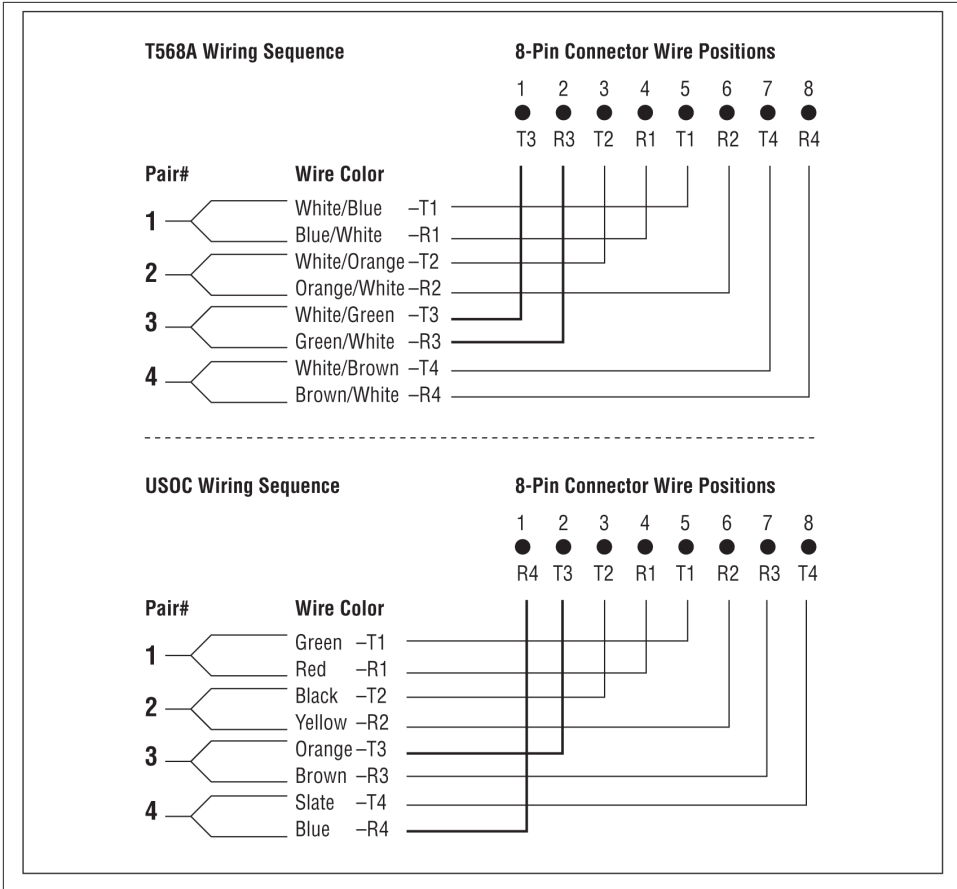 T568A Wiring Sequence 8-Pin Connector Wire Positions
1 2 3 4 5 6 7 8
T3 R3 T2 R1 T1 R2 T4 R4
Pair# Wire Color
1 White/Blue –T1
Blue/White –R1
2 White/Orange –T2
Orange/White –R2
3 White/Green –T3
Green/White –R3
4 White/Brown –T4
Brown/White –R4
USOC Wiring Sequence 8-Pin Connector Wire Positions
1 2 3 4 5 6 7 8
R4 T3 T2 R1 T1 R2 R3 T4
Pair# Wire Color
1 Green –T1
Red –R1
2 Black –T2
Yellow –R2
3 Orange –T3
Brown –R3
4 Slate –T4
Blue –R4